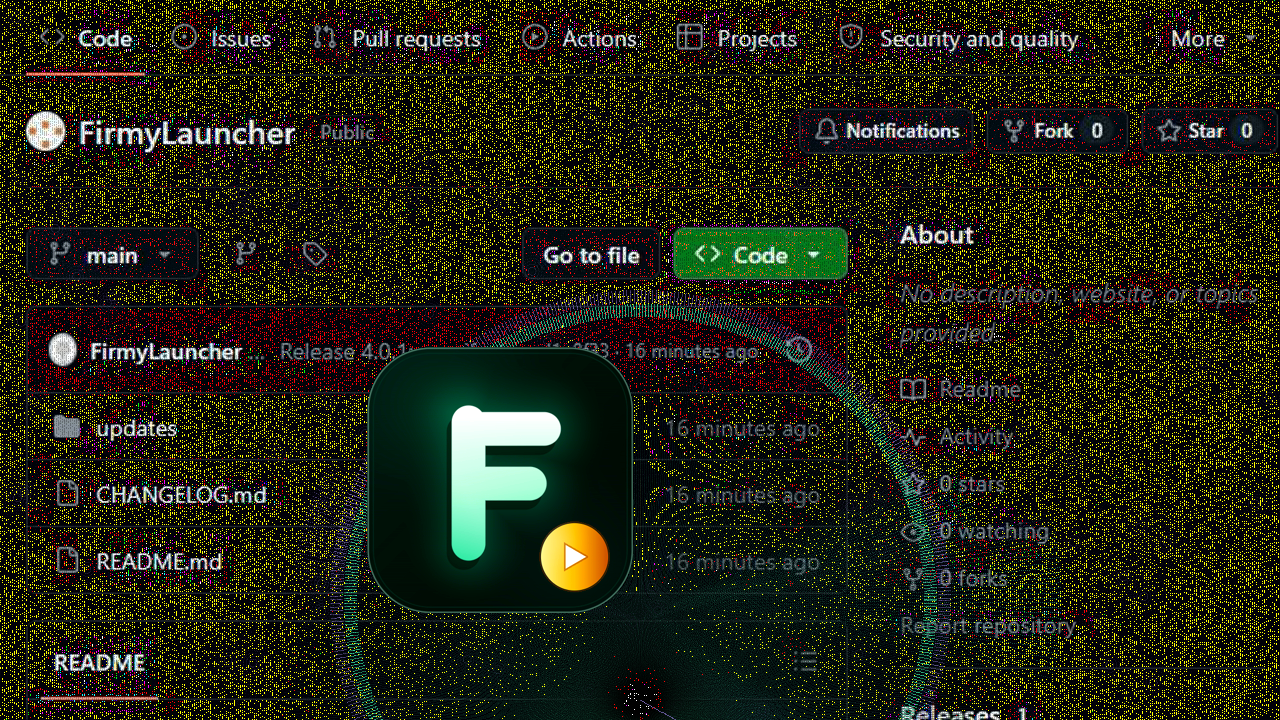 Code Issues Pull requests Actions Projects Security and quality More
FirmyLauncher Public Notifications Fork 0 Star 0
main Go to file Code
About
No description, website, or topics
provided
FirmyLauncher ... Release 4.0.1 16 minutes ago
Readme
updates 16 minutes ago
Activity
CHANGELOG.md 16 minutes ago
0 stars
0 watching
README.md 16 minutes ago
0 forks
Report repository
README
Releases 1
F